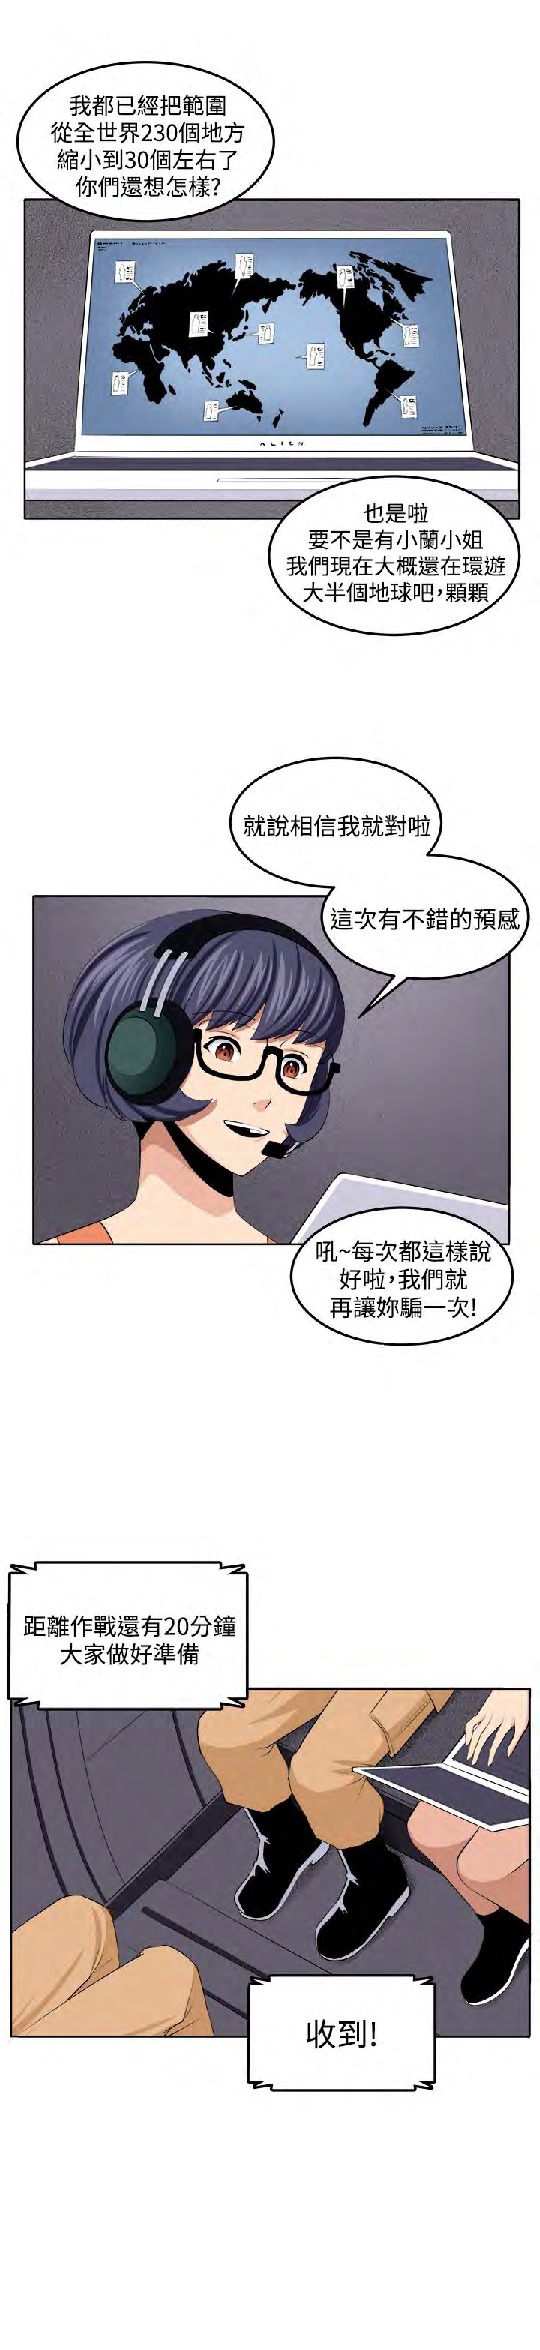 我都已經把範圍
從全世界230個地方
縮小到30個左右了
你們還想怎樣?
ALIEN
也是啦
要不是有小蘭小姐
我們現在大概還在環遊
大半個地球吧，顆顆
就說相信我就對啦
這次有不錯的預感
吼~每次都這樣說
好啦，我們就
再讓妳騙一次!
距離作戰還有20分鐘
大家做好準備
收到!